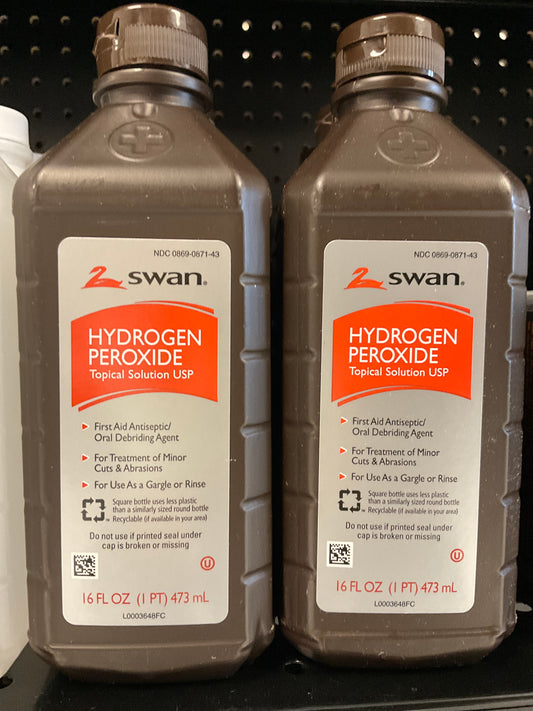 NDC 0869-0871-43
swan®
HYDROGEN
PEROXIDE
Topical Solution USP
First Aid Antiseptic/
Oral Debriding Agent
For Treatment of Minor
Cuts & Abrasions
For Use As a Gargle or Rinse
Square bottle uses less plastic
than a similarly sized round bottle
Recyclable (if available in your area)
Do not use if printed seal under
cap is broken or missing
U
16 FL OZ (1 PT) 473 mL
L0003648FC
NDC 0869-0871-43
swan®
HYDROGEN
PEROXIDE
Topical Solution USP
First Aid Antiseptic/
Oral Debriding Agent
For Treatment of Minor
Cuts & Abrasions
For Use As a Gargle or Rinse
Square bottle uses less plastic
than a similarly sized round bottle
Recyclable (if available in your area)
Do not use if printed seal under
cap is broken or missing
U
16 FL OZ (1 PT) 473 mL
L0003648FC